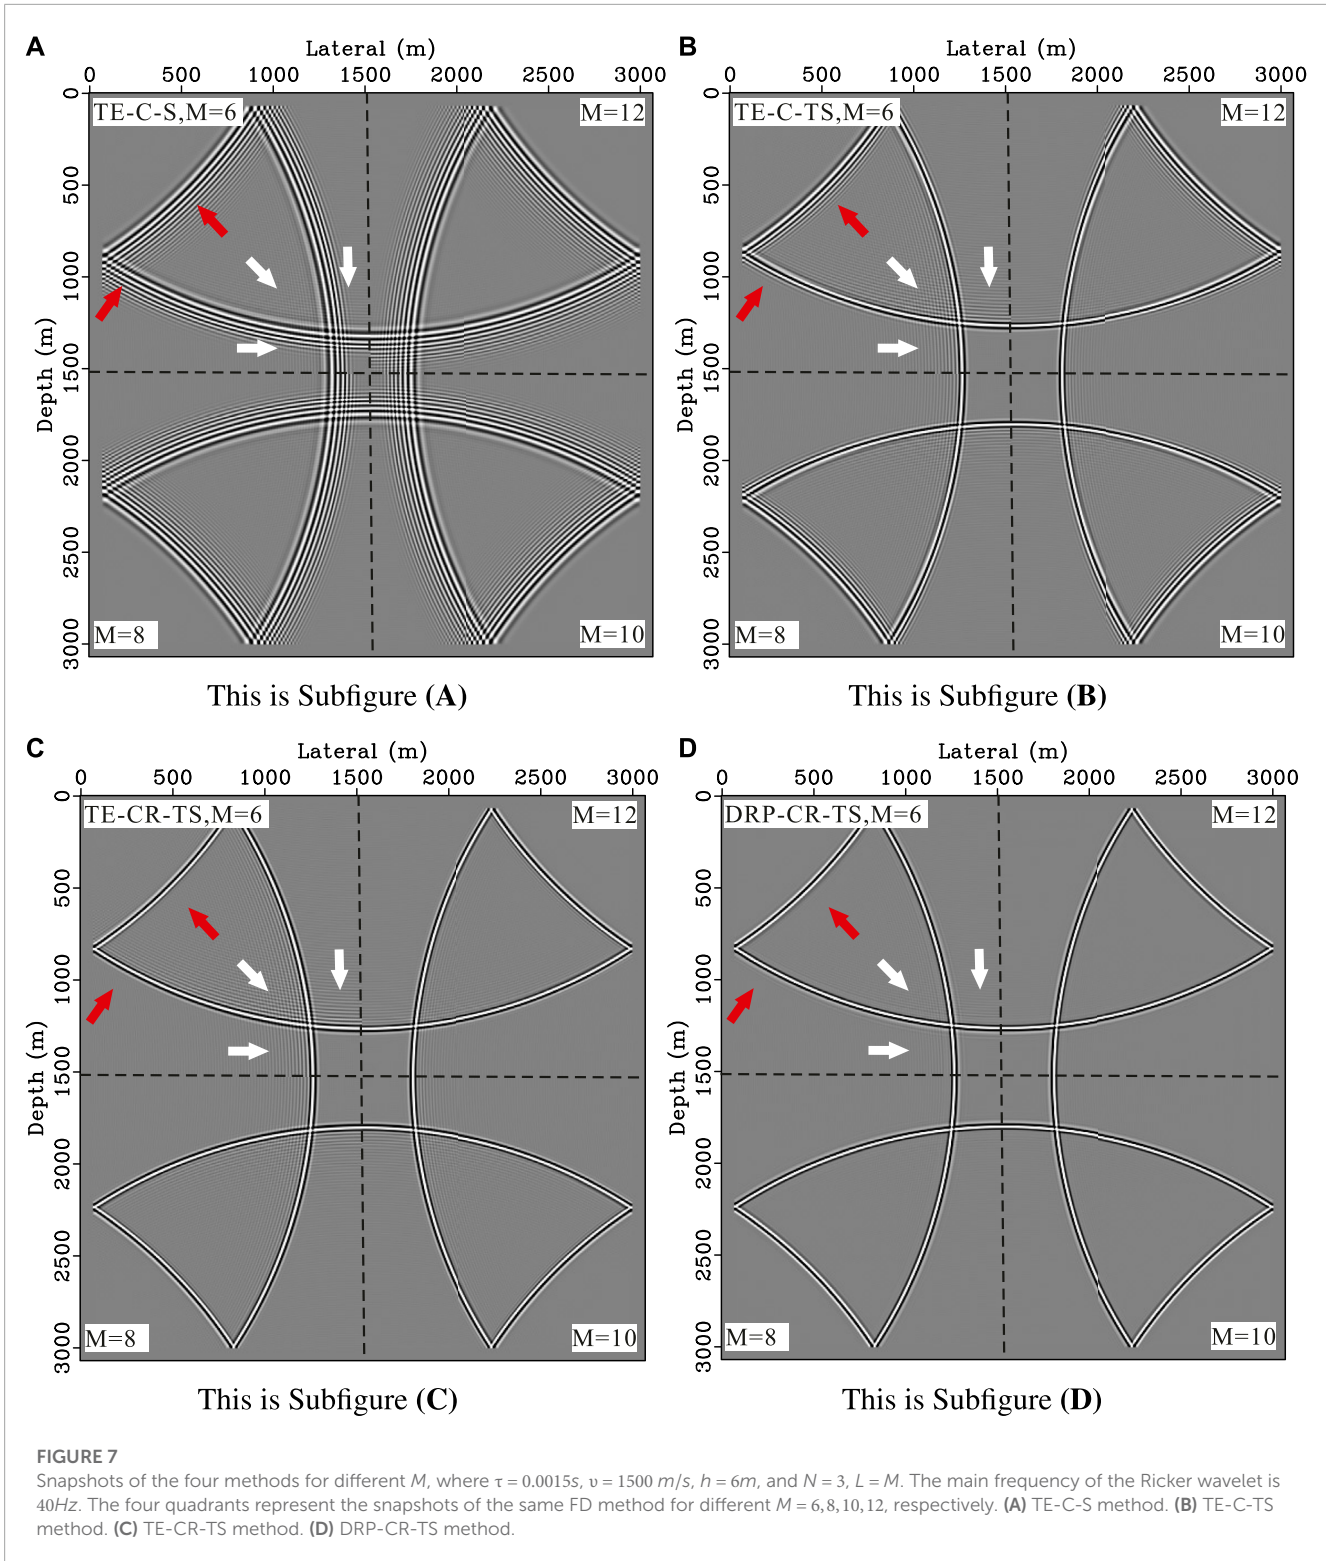 A
Lateral (m)
0 500 1000 1500 2000 2500 3000
Depth (m)
0 500 1000 1500 2000 2500 3000
TE-C-S,M=6
M=12
M=8
M=10
This is Subfigure (A)
B
Lateral (m)
0 500 1000 1500 2000 2500 3000
Depth (m)
0 500 1000 1500 2000 2500 3000
TE-C-TS,M=6
M=12
M=8
M=10
This is Subfigure (B)
C
Lateral (m)
0 500 1000 1500 2000 2500 3000
Depth (m)
0 500 1000 1500 2000 2500 3000
TE-CR-TS,M=6
M=12
M=8
M=10
This is Subfigure (C)
D
Lateral (m)
0 500 1000 1500 2000 2500 3000
Depth (m)
0 500 1000 1500 2000 2500 3000
DRP-CR-TS,M=6
M=12
M=8
M=10
This is Subfigure (D)
FIGURE 7
Snapshots of the four methods for different M, where τ = 0.0015s, υ = 1500 m/s, h = 6m, and N = 3, L = M. The main frequency of the Ricker wavelet is
40Hz. The four quadrants represent the snapshots of the same FD method for different M = 6,8,10,12, respectively. (A) TE-C-S method. (B) TE-C-TS
method. (C) TE-CR-TS method. (D) DRP-CR-TS method.